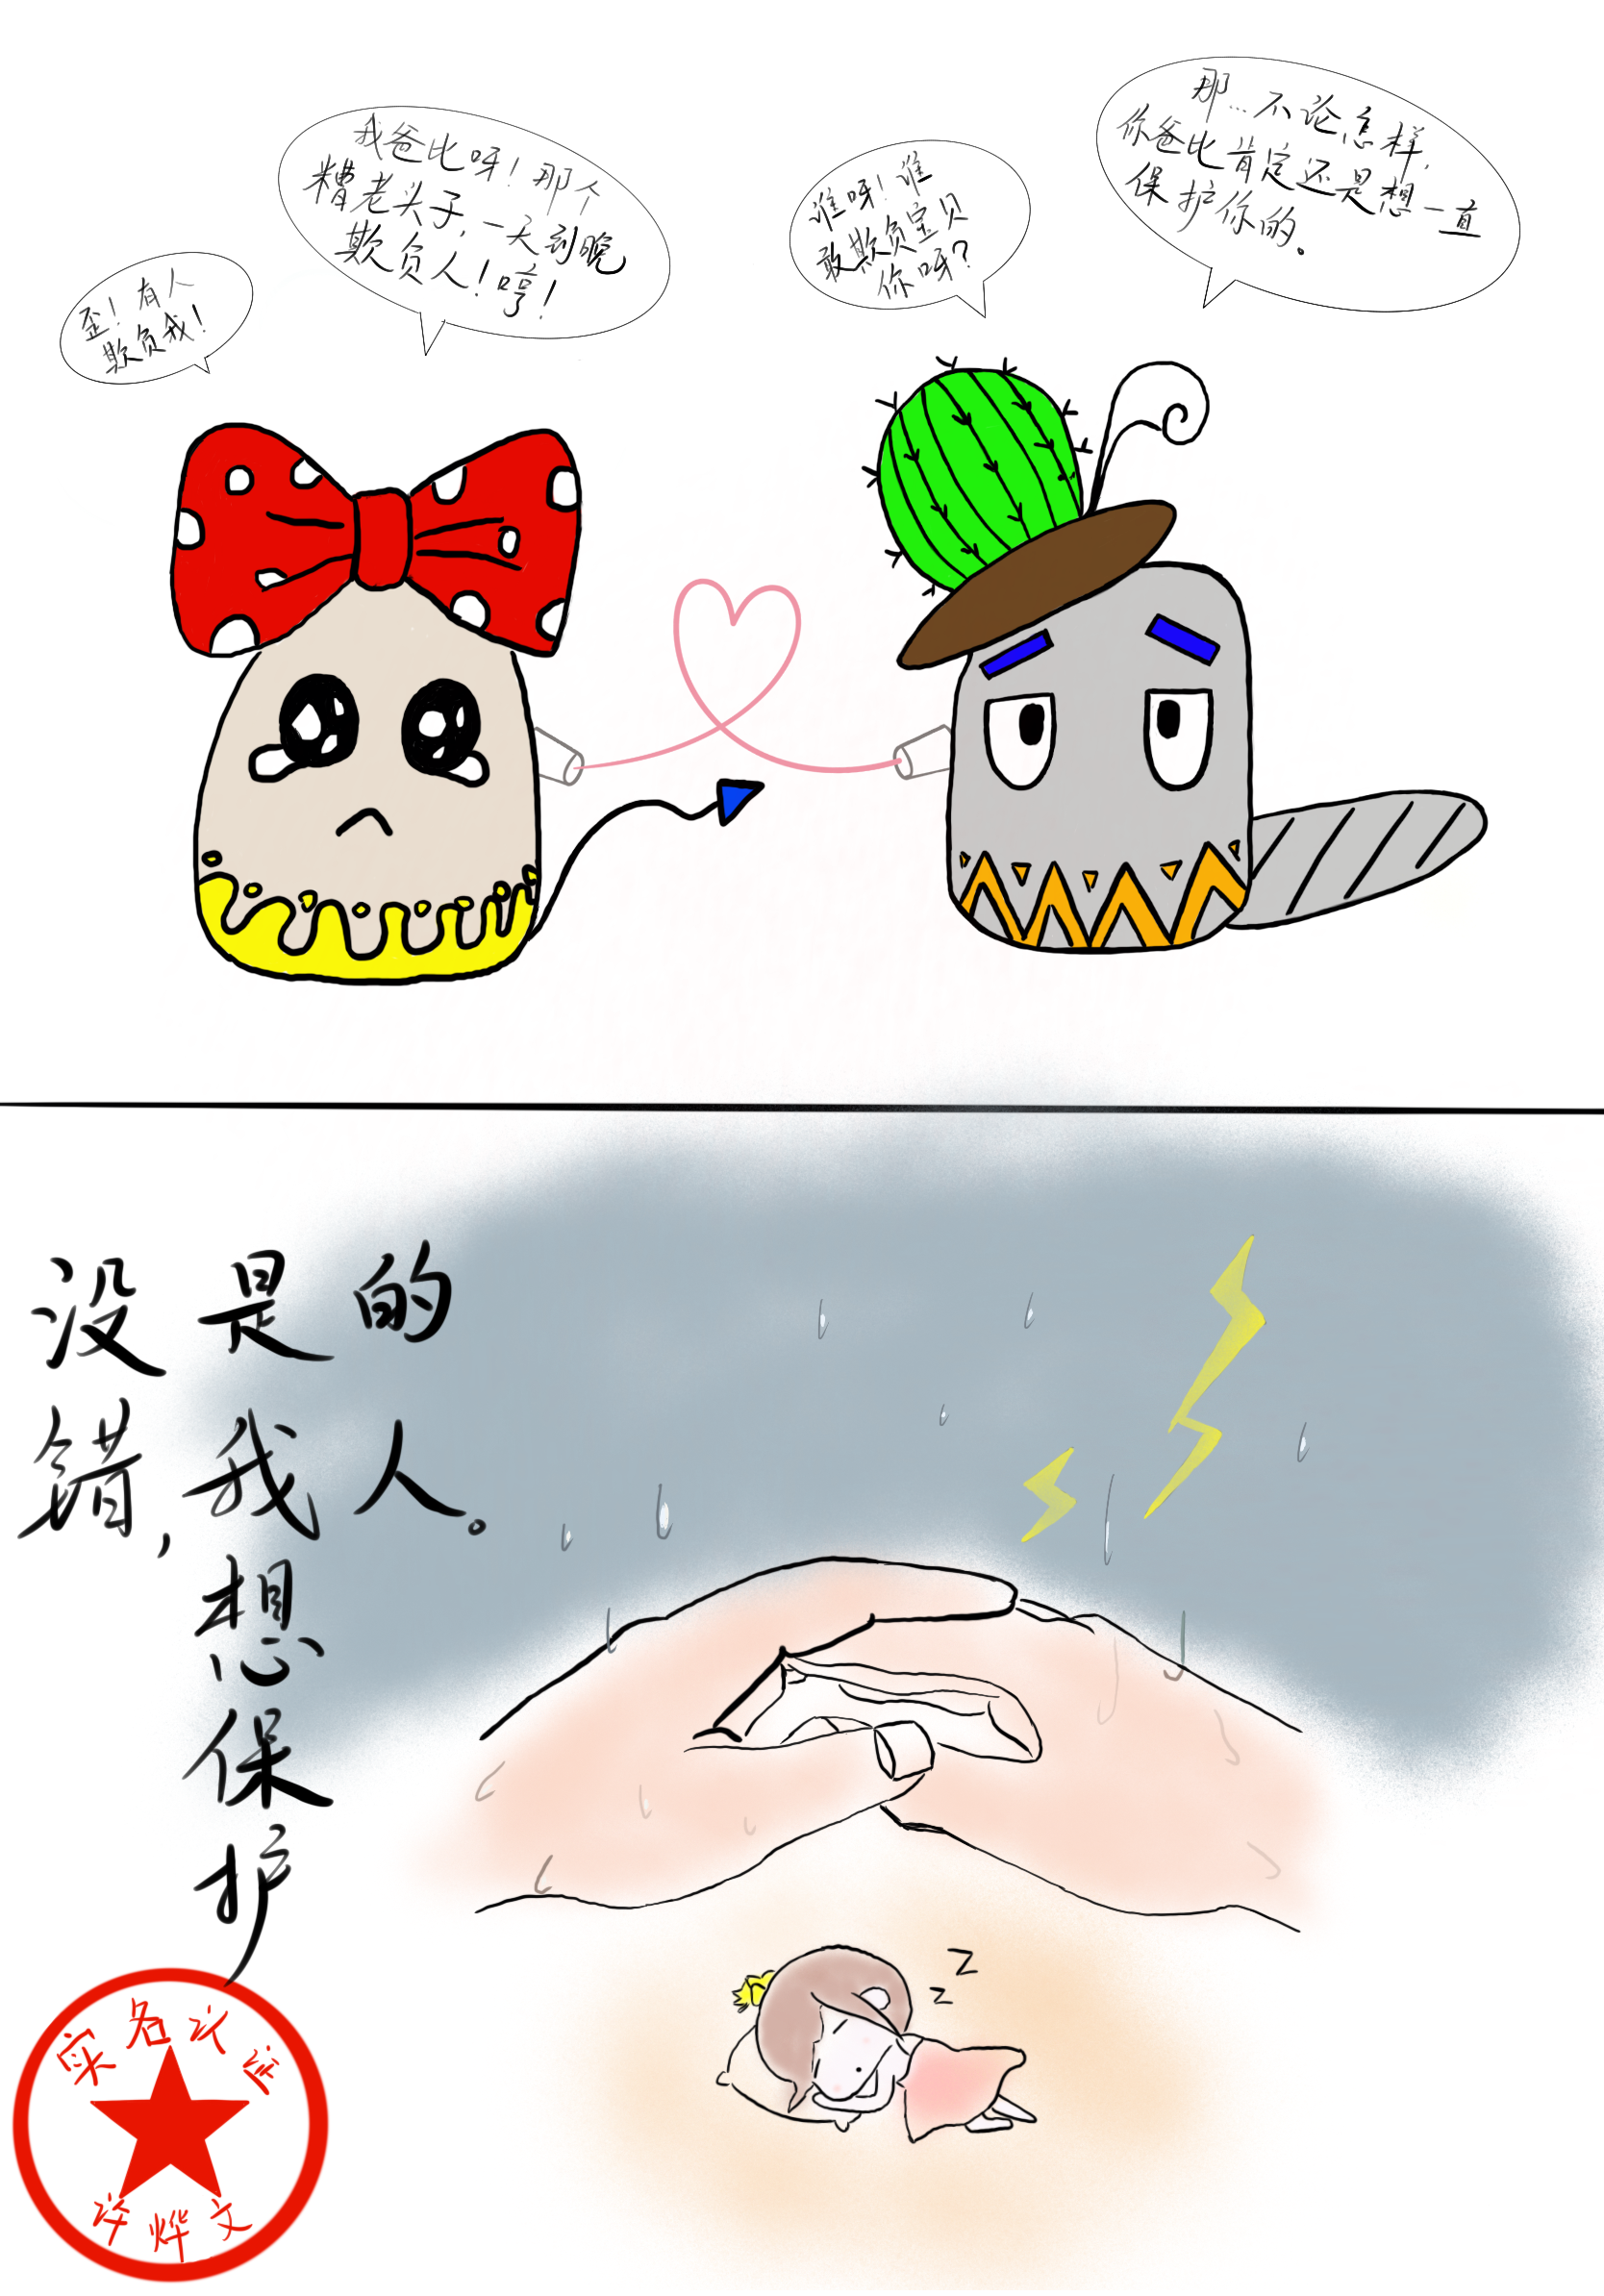 歪！有人
欺负我！
我爸比呀！那个
糟老头子，一天到晚
欺负人！哼！
谁呀！谁
敢欺负宝贝
你呀？
那…不论怎样，
你爸比肯定还是想一直
保护你的。
没错，
是我想保护
的人。
z
z
实名认证
许烨文